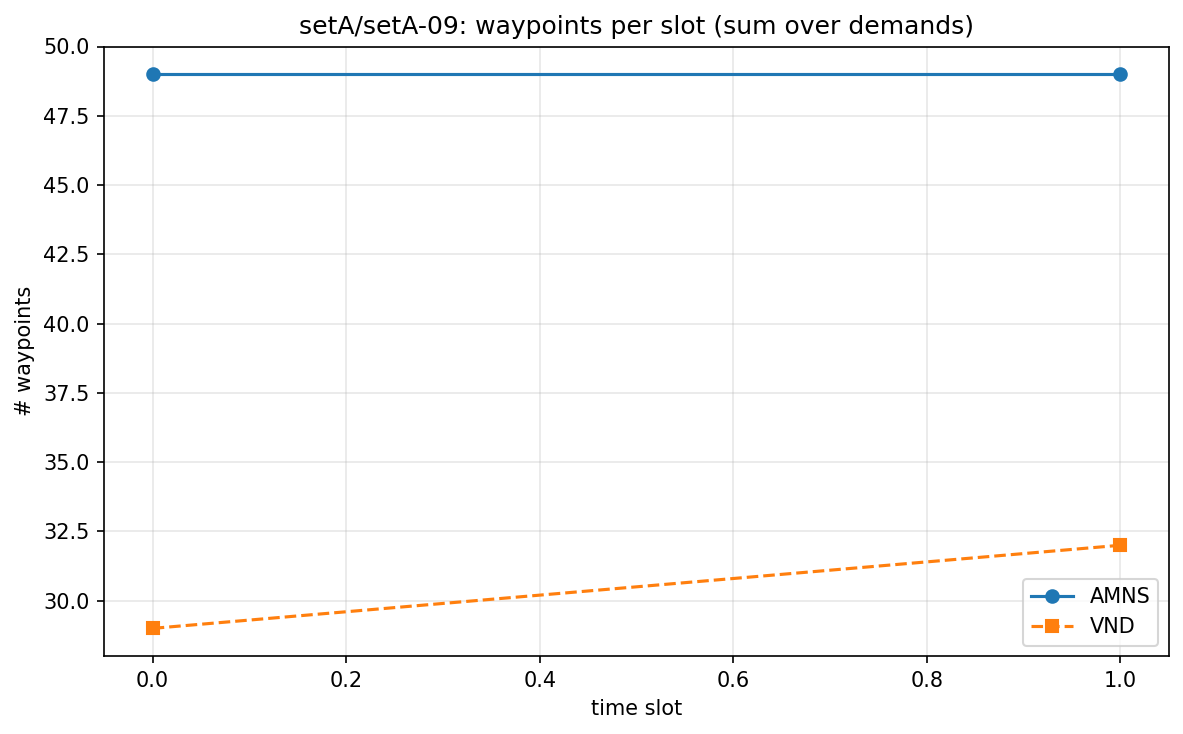 setA/setA-09: waypoints per slot (sum over demands)
50.0
47.5
45.0
42.5
40.0
37.5
35.0
32.5
30.0
# waypoints
AMNS
VND
0.0 0.2 0.4 0.6 0.8 1.0
time slot